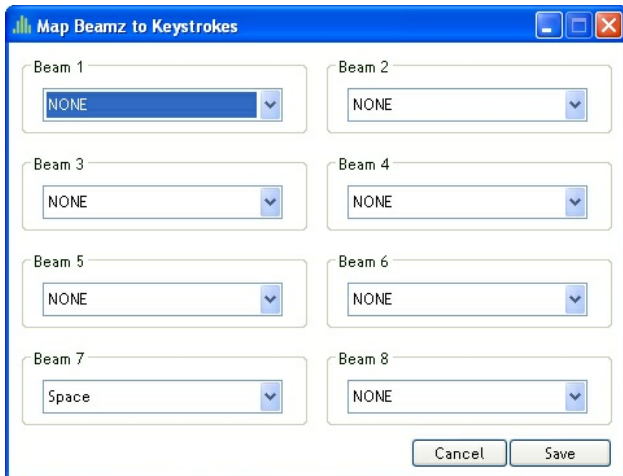 Map Beamz to Keystrokes
Beam 1
Beam 2
NONE
NONE
Beam 3
Beam 4
NONE
NONE
Beam 5
Beam 6
NONE
NONE
Beam 7
Beam 8
Space
NONE
Cancel
Save